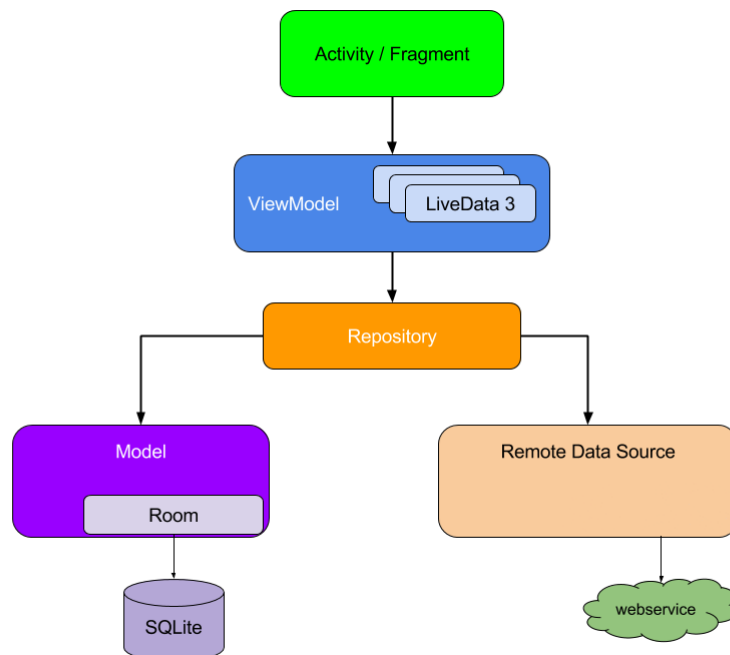 Activity / Fragment
ViewModel
LiveData 3
Repository
Model
Remote Data Source
Room
SQLite
webservice